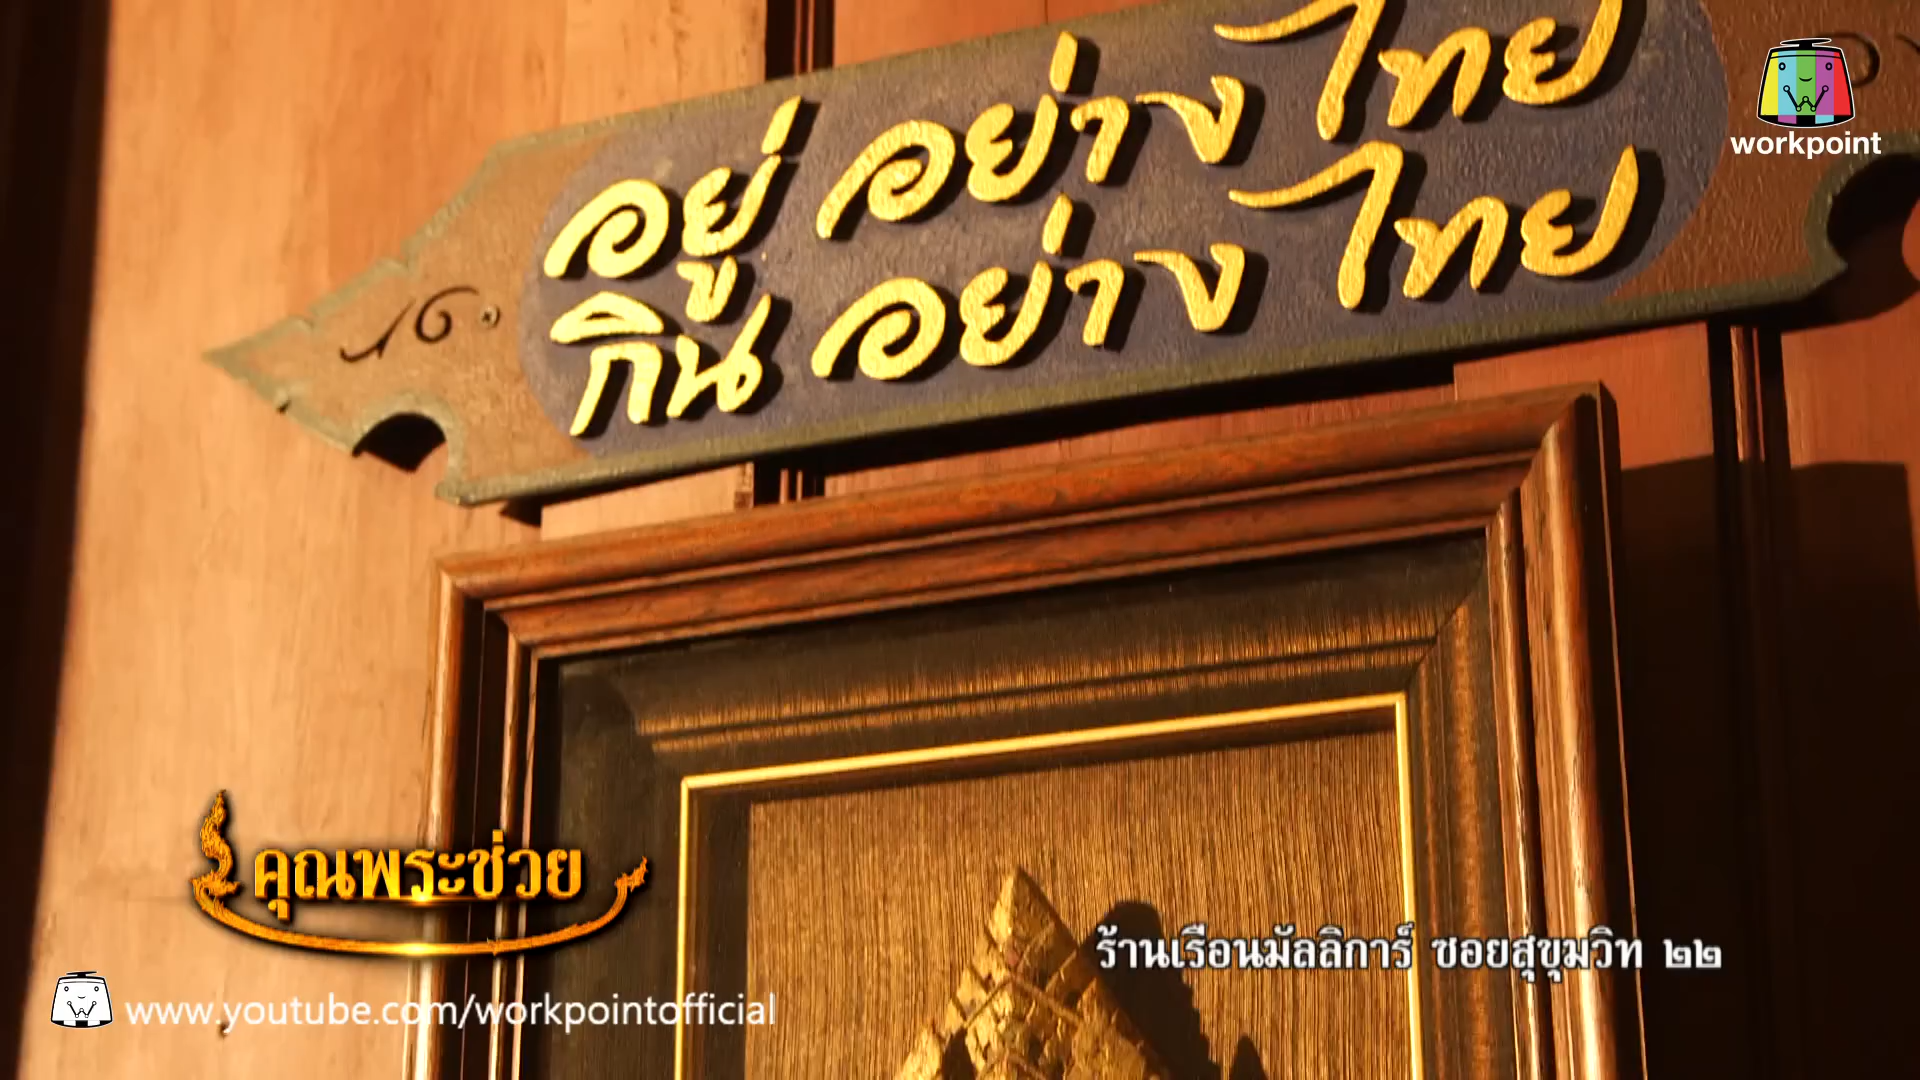 อยู่ อย่าง ไทย
กิน อย่าง ไทย
workpoint
คุณพระช่วย
ร้านเรือนมัลลิการ์ ซอยสุขุมวิท ๒๒
www.youtube.com/workpointofficial